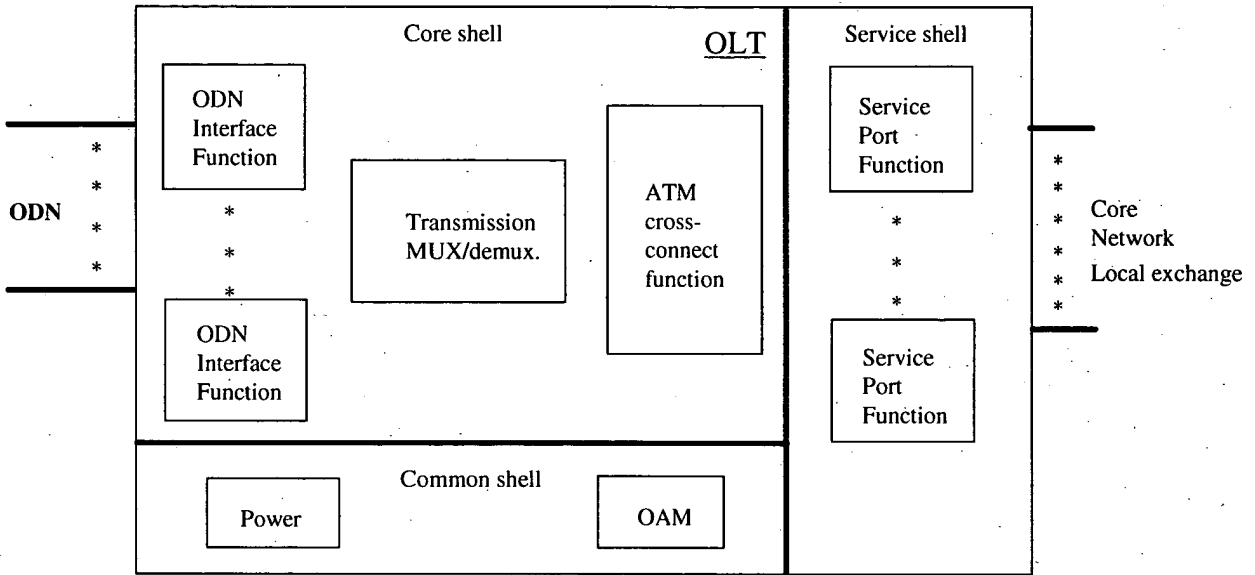 Core shell
OLT
Service shell
ODN
Interface
Function
*
*
*
ODN
Interface
Function
Transmission
MUX/demux.
ATM
cross-
connect
function
Service
Port
Function
*
*
*
Service
Port
Function
*
*
ODN
*
*
*
*
*
*
*
*
Core
Network
Local exchange
Common shell
Power
OAM